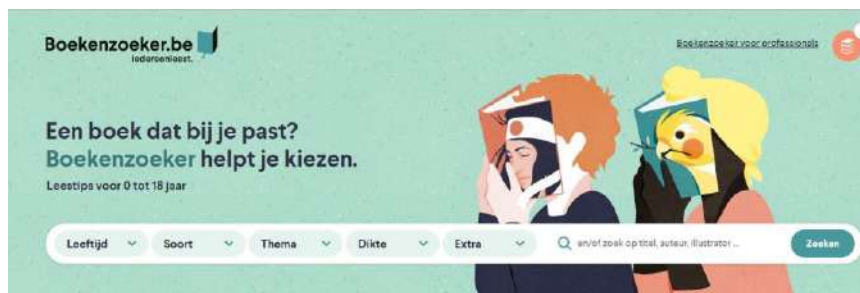 Boekenzoeker.be
iedereenleest.
Boekenzoeker voor professionals
Een boek dat bij je past?
Boekenzoeker helpt je kiezen.
Leestips voor 0 tot 18 jaar
Leeftijd Soort Thema Dikte Extra en/of zoek op titel, auteur, illustrator ... Zoeken